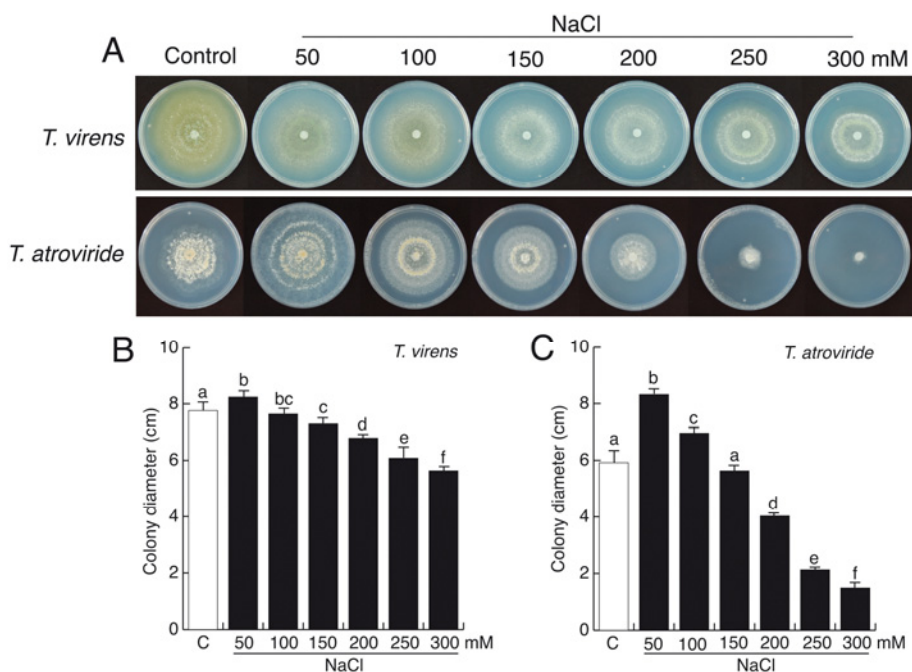 A
NaCl
Control 50 100 150 200 250 300 mM
T. virens
T. atroviride
B
T. virens
Colony diameter (cm)
10
8
6
4
2
0
a b bc c d e f
C 50 100 150 200 250 300 mM
NaCl
C
T. atroviride
Colony diameter (cm)
10
8
6
4
2
0
a b c a d e f
C 50 100 150 200 250 300 mM
NaCl